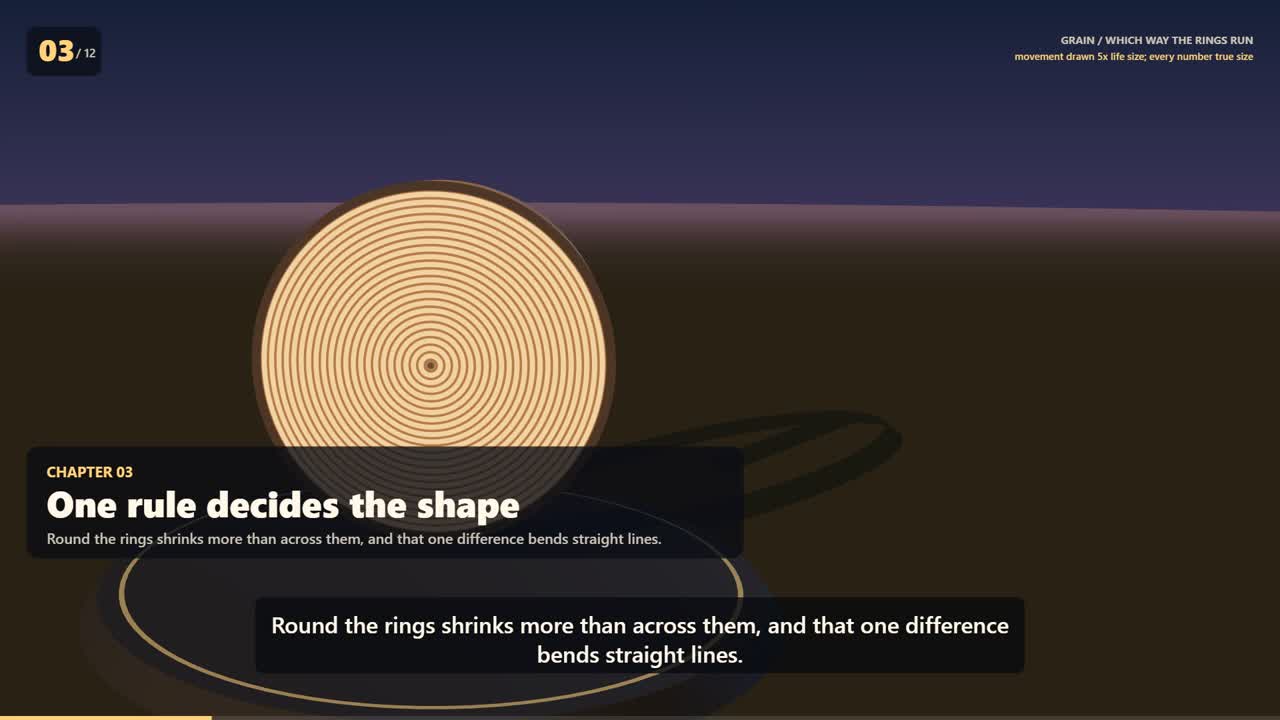 03 / 12
GRAIN / WHICH WAY THE RINGS RUN
movement drawn 5x life size; every number true size
CHAPTER 03
One rule decides the shape
Round the rings shrinks more than across them, and that one difference bends straight lines.
Round the rings shrinks more than across them, and that one difference
bends straight lines.